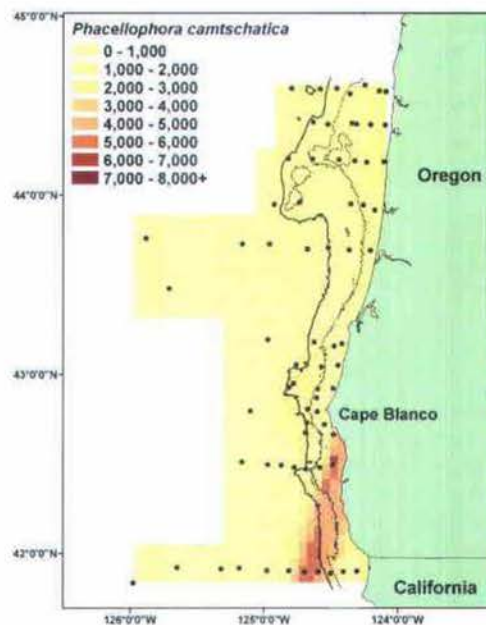 45°0'0"N
Phacellophora camtschatica
0 - 1,000
1,000 - 2,000
2,000 - 3,000
3,000 - 4,000
4,000 - 5,000
5,000 - 6,000
6,000 - 7,000
7,000 - 8,000+
Oregon
44°0'0"N
43°0'0"N
Cape Blanco
42°0'0"N
California
126°0'0"W
125°0'0"W
124°0'0"W